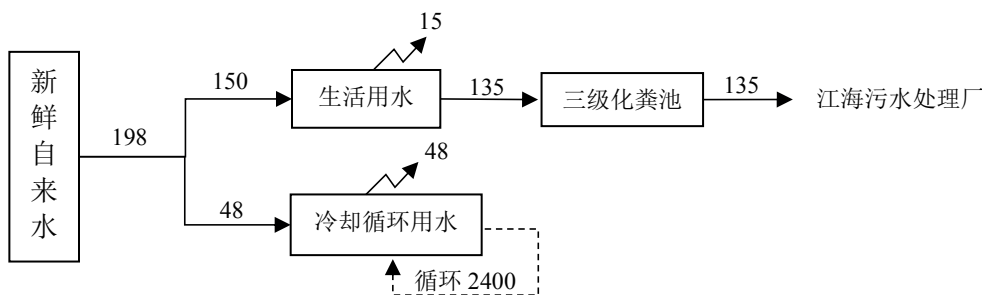 15
新鲜自来水
150
生活用水
135
三级化粪池
135
江海污水处理厂
198
48
48
冷却循环用水
循环 2400